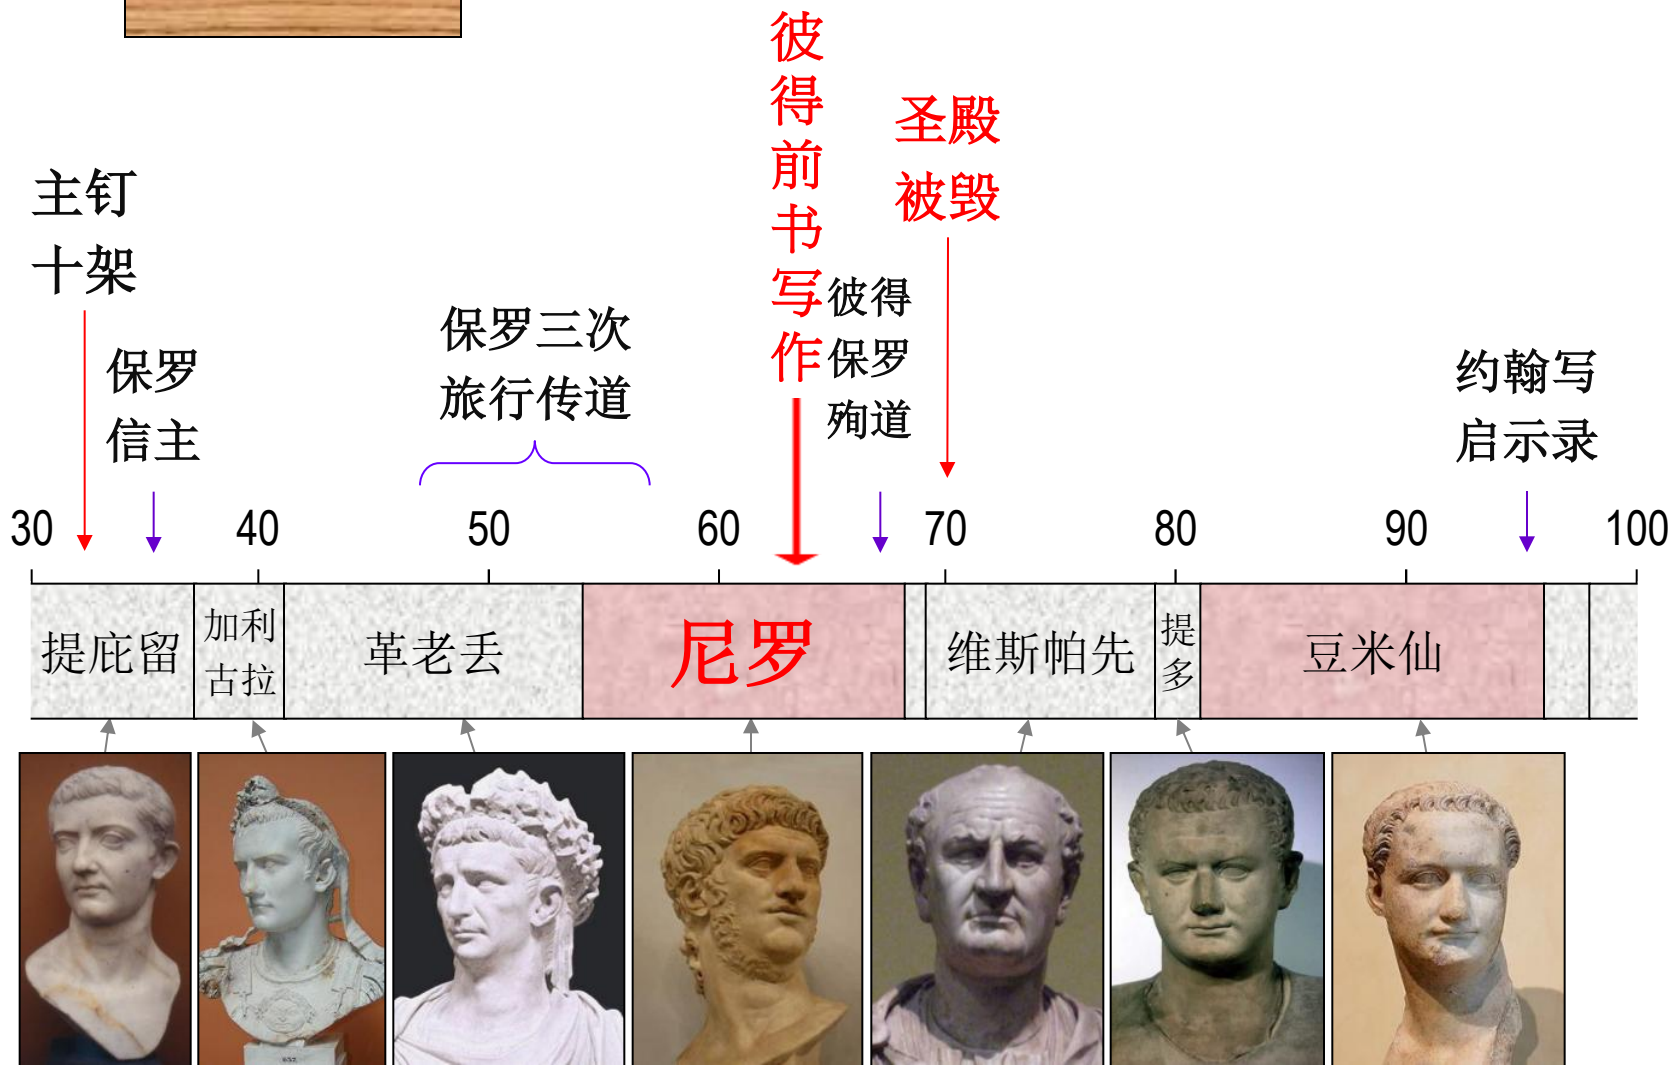 彼
得
前
书
写
作
圣殿
被毁
主钉
十架
彼得
保罗
殉道
保罗三次
旅行传道
保罗
信主
约翰写
启示录
30 40 50 60 70 80 90 100
提庇留
加利
古拉
革老丢
尼罗
维斯帕先
提
多
豆米仙